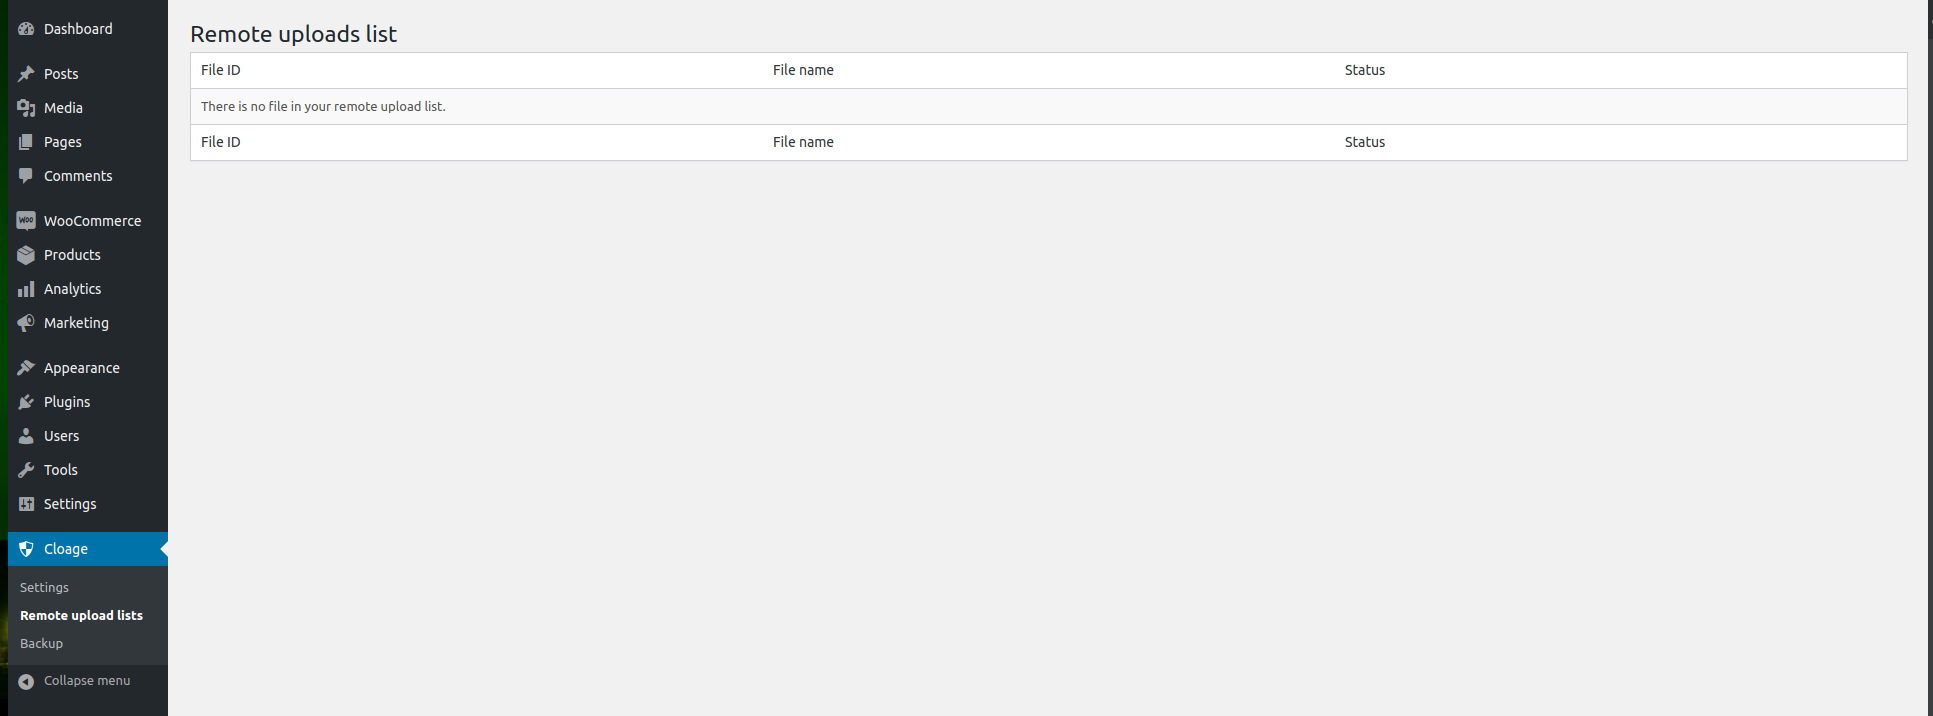 Dashboard
Posts
Media
Pages
Comments
WOO WooCommerce
Products
Analytics
Marketing
Appearance
Plugins
Users
Tools
Settings
Cloage
Settings
Remote upload lists
Backup
Collapse menu
Remote uploads list
File ID File name Status
There is no file in your remote upload list.
File ID File name Status